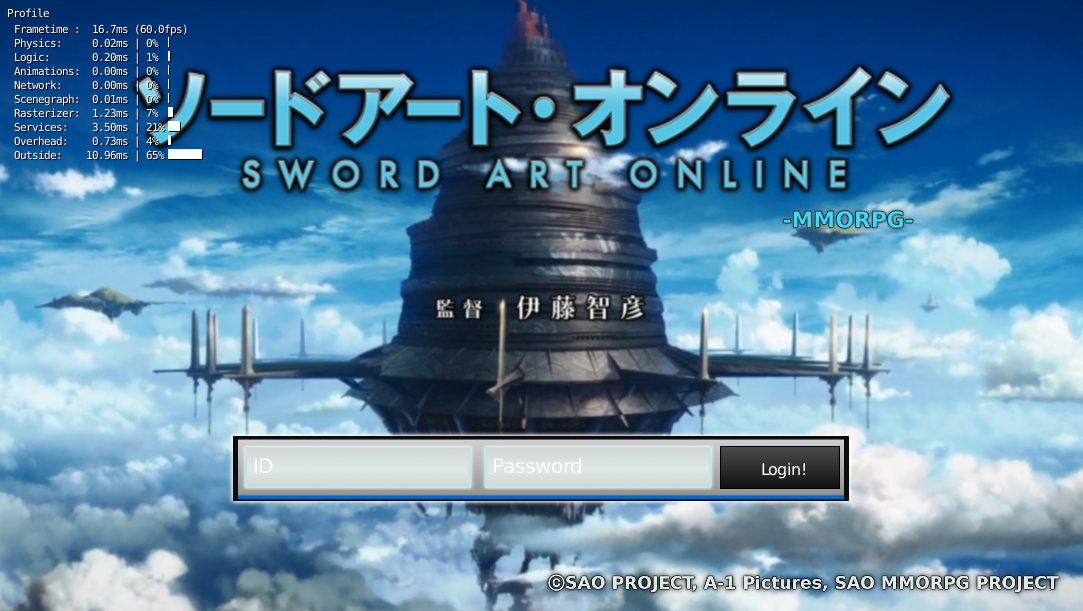 Profile
Frametime : 16.7ms (60.0fps)
Physics: 0.02ms | 0%
Logic: 0.20ms | 1%
Animations: 0.00ms | 0%
Network: 0.00ms | 0%
Scenegraph: 0.01ms | 0%
Rasterizer: 1.23ms | 7%
Services: 3.50ms | 21%
Overhead: 0.73ms | 4%
Outside: 10.96ms | 65%
ソードアート・オンライン
SWORD ART ONLINE
-MMORPG-
監督 伊藤智彦
ID Password Login!
©SAO PROJECT, A-1 Pictures, SAO MMORPG PROJECT